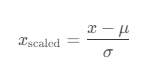 x_scaled = (x − μ) / σ